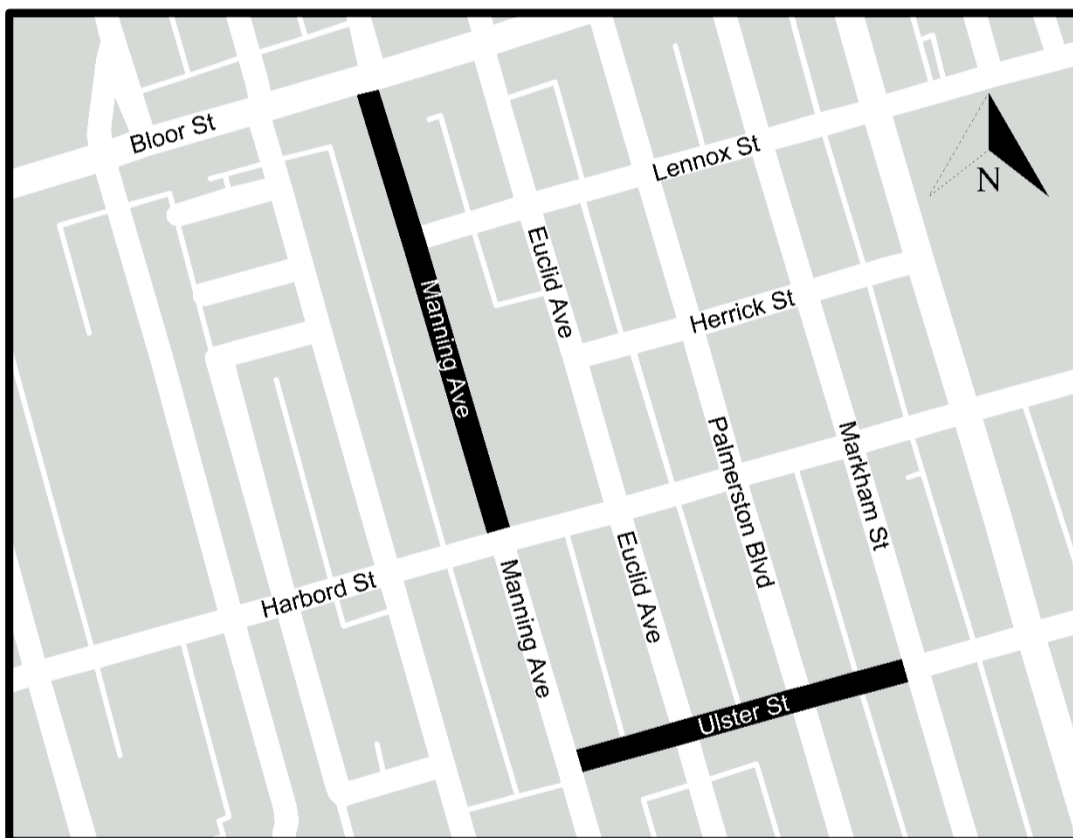 Bloor St
Lennox St
N
Euclid Ave
Manning Ave
Herrick St
Palmerston Blvd
Markham St
Euclid Ave
Harbord St
Manning Ave
Ulster St